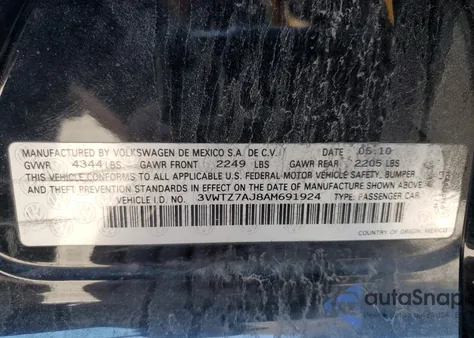 MANUFACTURED BY VOLKSWAGEN DE MEXICO S.A. DE C.V. DATE 05.10
GVWR 4344 LBS GAWR FRONT 2249 LBS GAWR REAR 2205 LBS
THIS VEHICLE CONFORMS TO ALL APPLICABLE U.S. FEDERAL MOTOR VEHICLE SAFETY, BUMPER
AND THEFT PREVENTION STANDARDS IN EFFECT ON THE DATE OF MANUFACTURE SHOWN ABOVE.
VEHICLE I.D. NO. 3VWTZ7AJ8AM691924 TYPE: PASSENGER CAR
COUNTRY OF ORIGIN: MEXICO
autoSnap